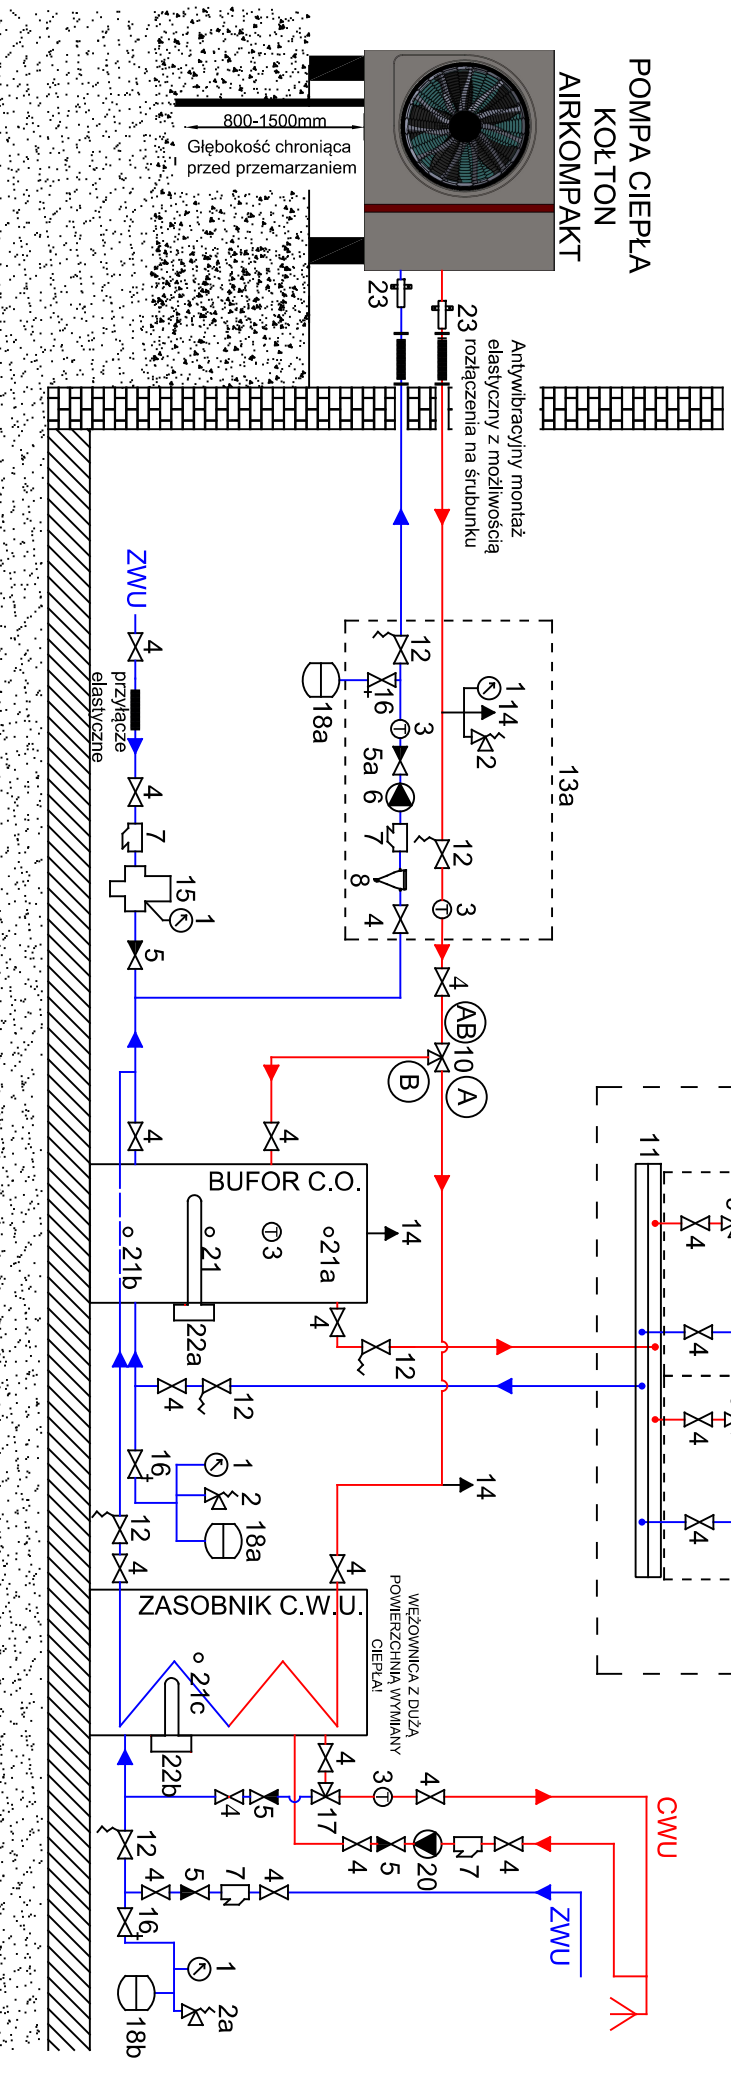 POMPA CIEPŁA
KOŁTON
AIRKOMPAKT
800-1500mm
Głębokość chroniąca
przed przemarzaniem
23
23
Antywibracyjny montaż
elastyczny z możliwością
rozłączenia na śrubunku
ZWU
4
przyłącze
elastyczne
4
7
15
1
5
13a
1
14
2
12
16
18a
3
5a
6
7
8
4
12
T
3
T
4
AB
10
A
B
4
4
BUFOR C.O.
14
21a
T
3
21
21b
22a
4
12
12
4
11
4
4
4
4
16
1
2
18a
12
4
14
4
ZASOBNIK C.W.U.
WĘŻOWNICA Z DUŻĄ
POWIERZCHNIĄ WYMIANY
CIEPŁA!
21c
22b
4
17
3
T
4
CWU
4
5
4
5
20
7
4
12
4
5
7
4
ZWU
16
1
2a
18b